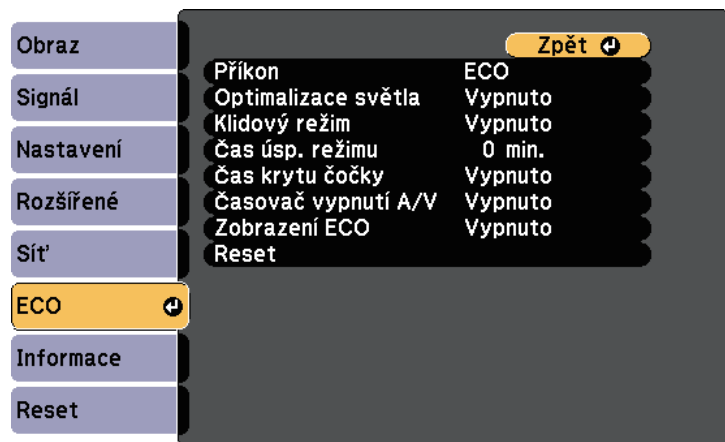 Obraz
Signál
Nastavení
Rozšířené
Síť
ECO
Informace
Reset
Zpět
Příkon ECO
Optimalizace světla Vypnuto
Klidový režim Vypnuto
Čas úsp. režimu 0 min.
Čas krytu čočky Vypnuto
Časovač vypnutí A/V Vypnuto
Zobrazení ECO Vypnuto
Reset